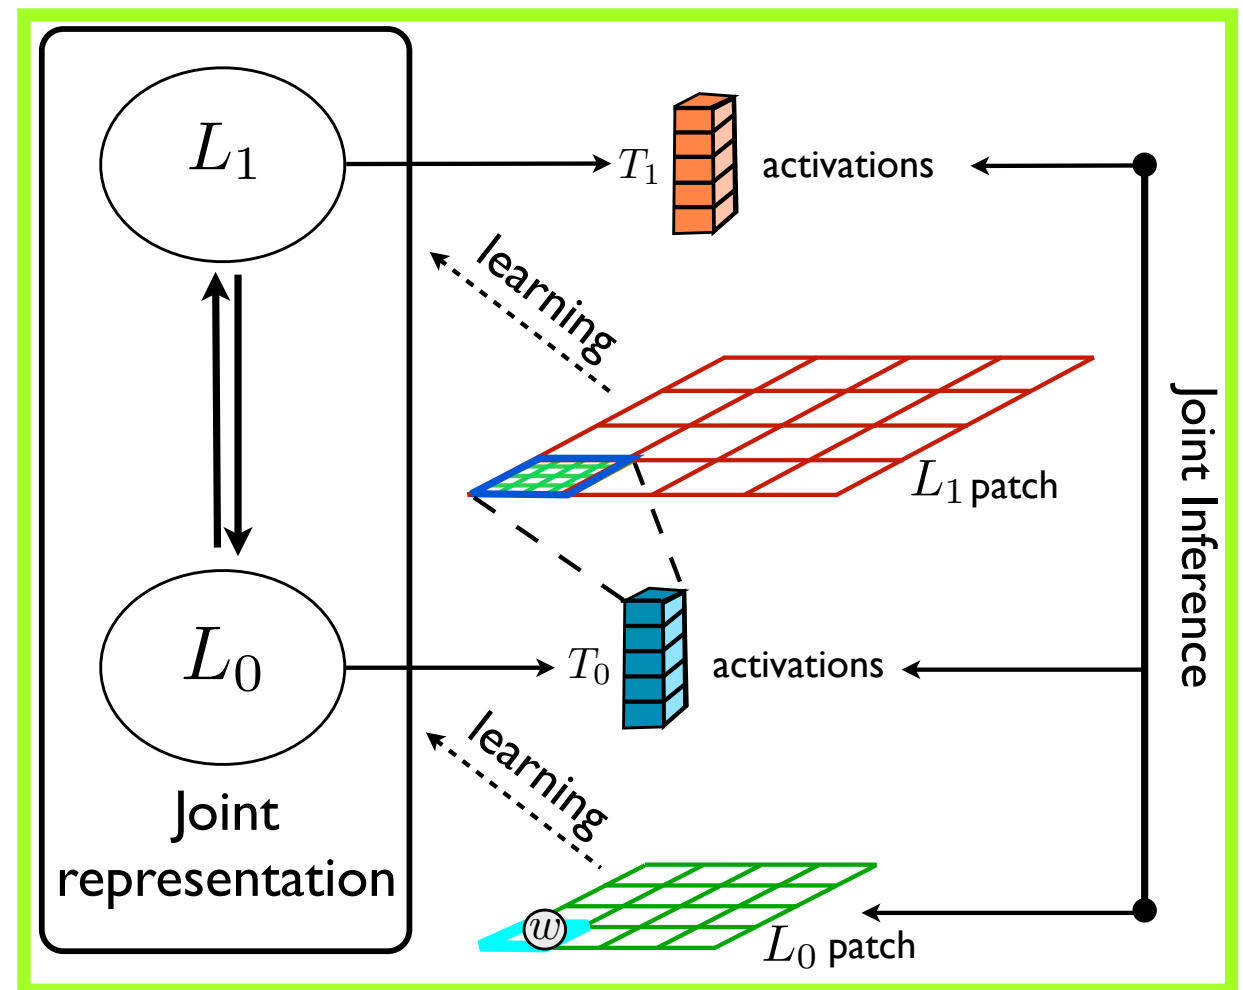 L₁
T₁ activations
learning
L₁ patch
Joint Inference
L₀
T₀ activations
learning
Joint
representation
w
L₀ patch